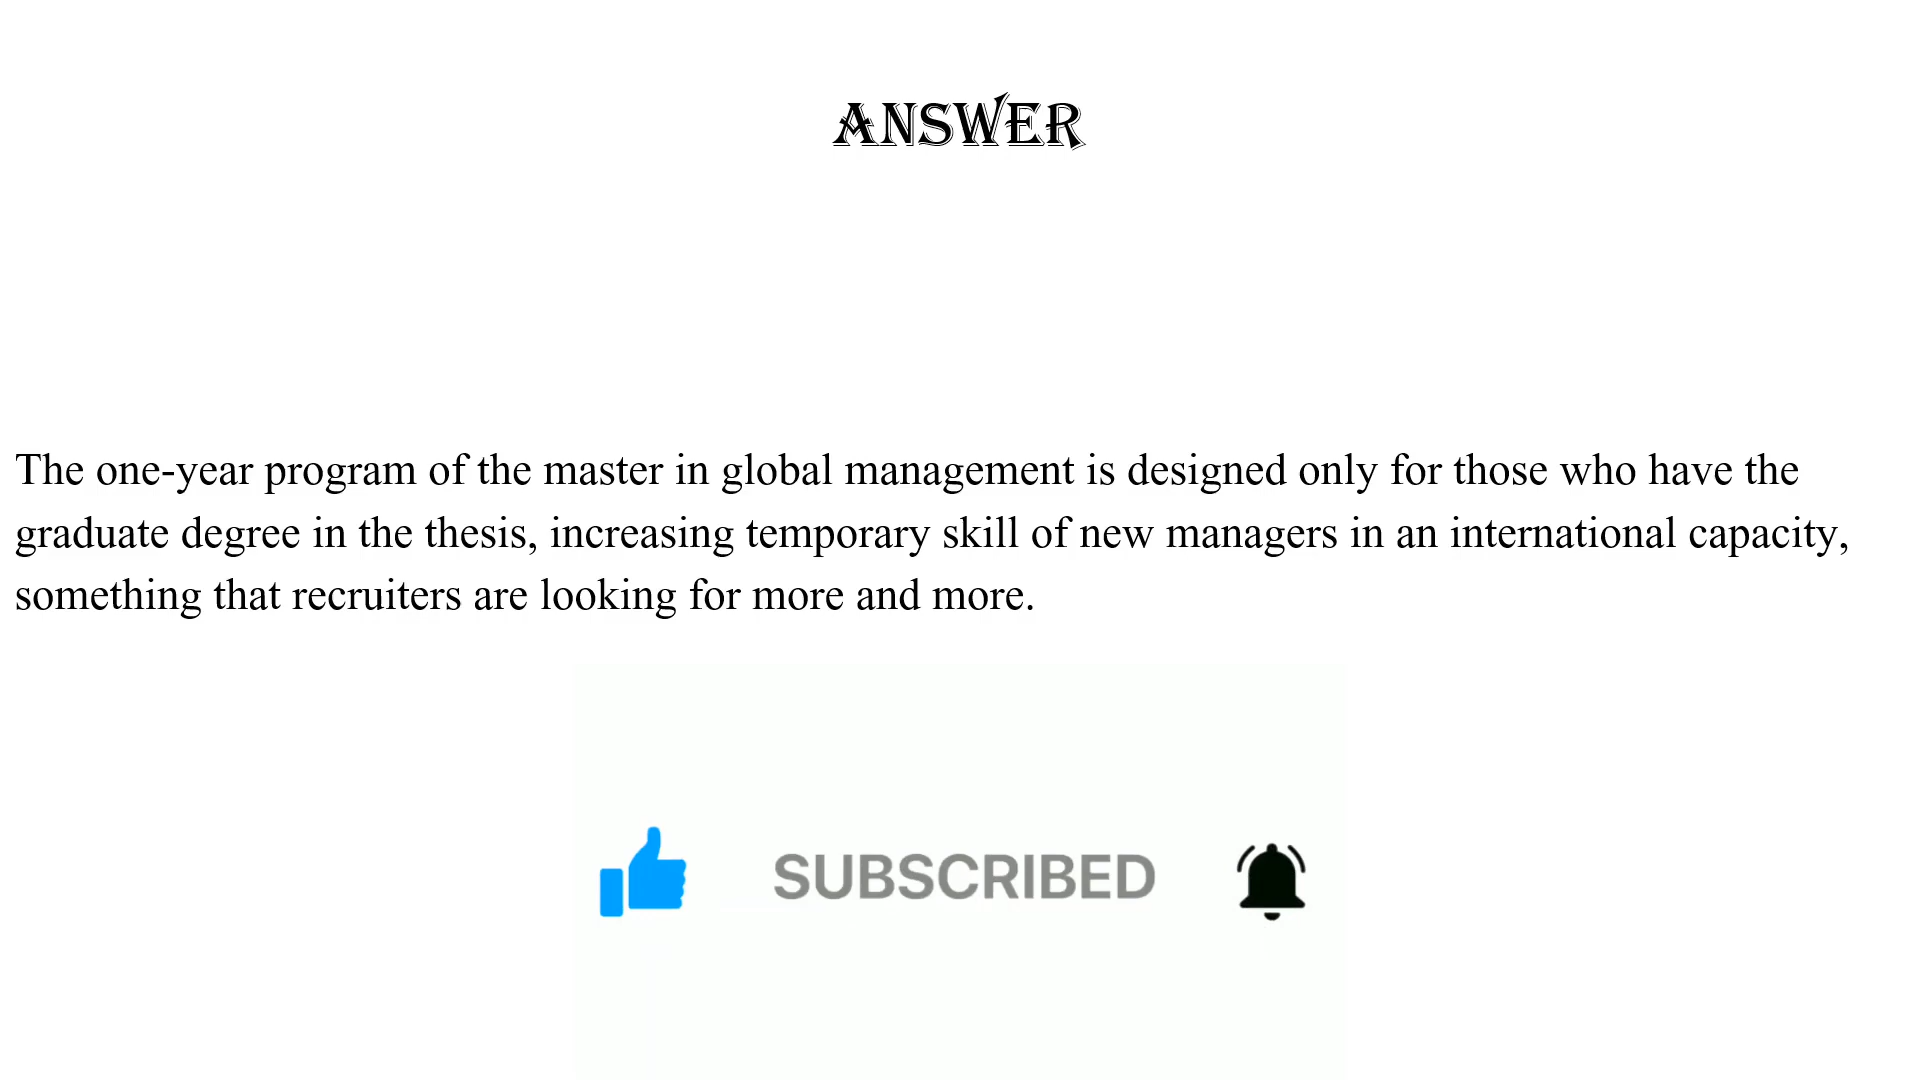 ANSWER
The one-year program of the master in global management is designed only for those who have the
graduate degree in the thesis, increasing temporary skill of new managers in an international capacity,
something that recruiters are looking for more and more.
SUBSCRIBED